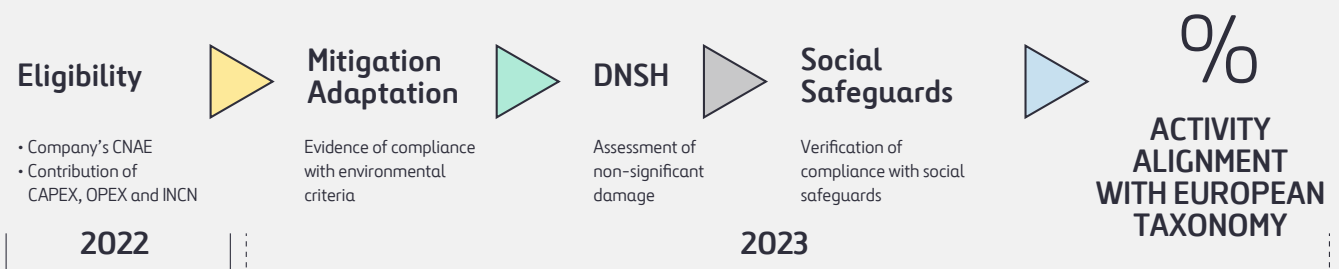 Eligibility
• Company's CNAE
• Contribution of
CAPEX, OPEX and INCN
Mitigation
Adaptation
Evidence of compliance
with environmental
criteria
DNSH
Assessment of
non-significant
damage
Social
Safeguards
Verification of
compliance with social
safeguards
%
ACTIVITY
ALIGNMENT
WITH EUROPEAN
TAXONOMY
2022
2023